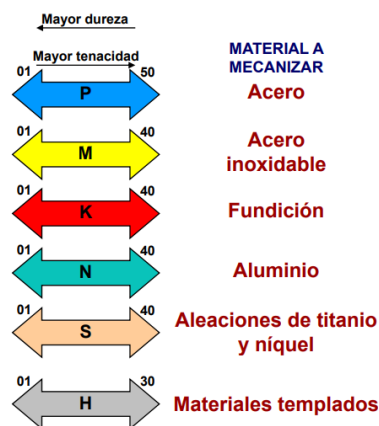 Mayor dureza
Mayor tenacidad
MATERIAL A
MECANIZAR
01 50
P
Acero
01 40
M
Acero
inoxidable
01 40
K
Fundición
01 40
N
Aluminio
01 40
S
Aleaciones de titanio
y níquel
01 30
H
Materiales templados